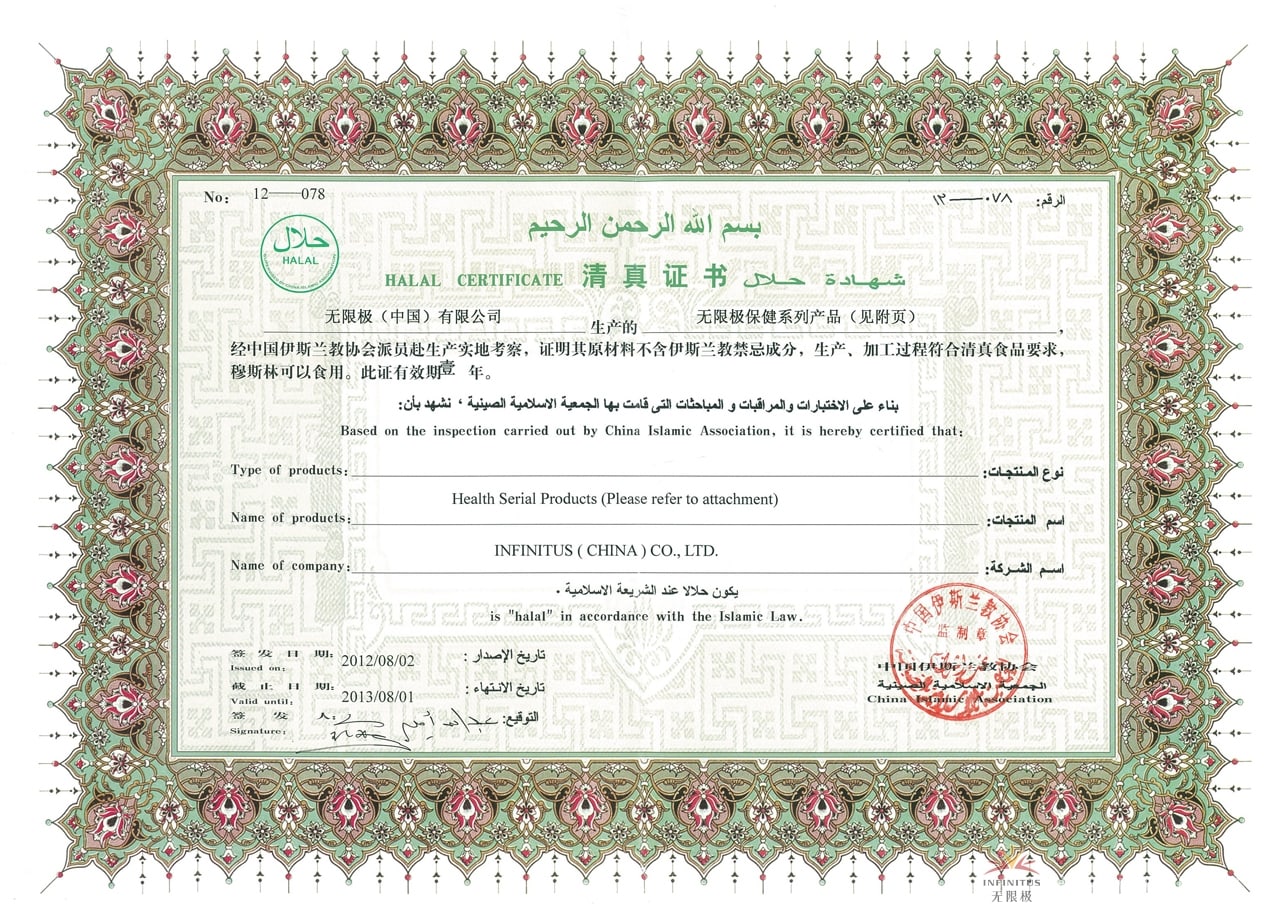 No: 12——078
الرقم: ١٢——٠٧٨
حلال
HALAL
بسم الله الرحمن الرحيم
HALAL CERTIFICATE 清真证书 شهادة حلال
无限极（中国）有限公司 生产的 无限极保健系列产品（见附页） ，
经中国伊斯兰教协会派员赴生产实地考察，证明其原材料不含伊斯兰教禁忌成分，生产、加工过程符合清真食品要求，
穆斯林可以食用。此证有效期壹 年。
بناء على الاختبارات والمراقبات و المباحثات التى قامت بها الجمعية الاسلامية الصينية ، نشهد بأن:
Based on the inspection carried out by China Islamic Association, it is hereby certified that:
Type of products: نوع المنتجات:
Health Serial Products (Please refer to attachment)
Name of products: اسم المنتجات:
INFINITUS ( CHINA ) CO., LTD.
Name of company: اسم الشركة:
يكون حلالا عند الشريعة الاسلامية .
is "halal" in accordance with the Islamic Law.
签发日期: 2012/08/02 تاريخ الإصدار :
Issued on:
截止日期: 2013/08/01 تاريخ الانتهاء :
Valid until:
签发人: التوقيع:
Signature:
中国伊斯兰教协会
监制章
中国伊斯兰教协会
الجمعية الاسلامية الصينية
China Islamic Association
INFINITUS
无限极